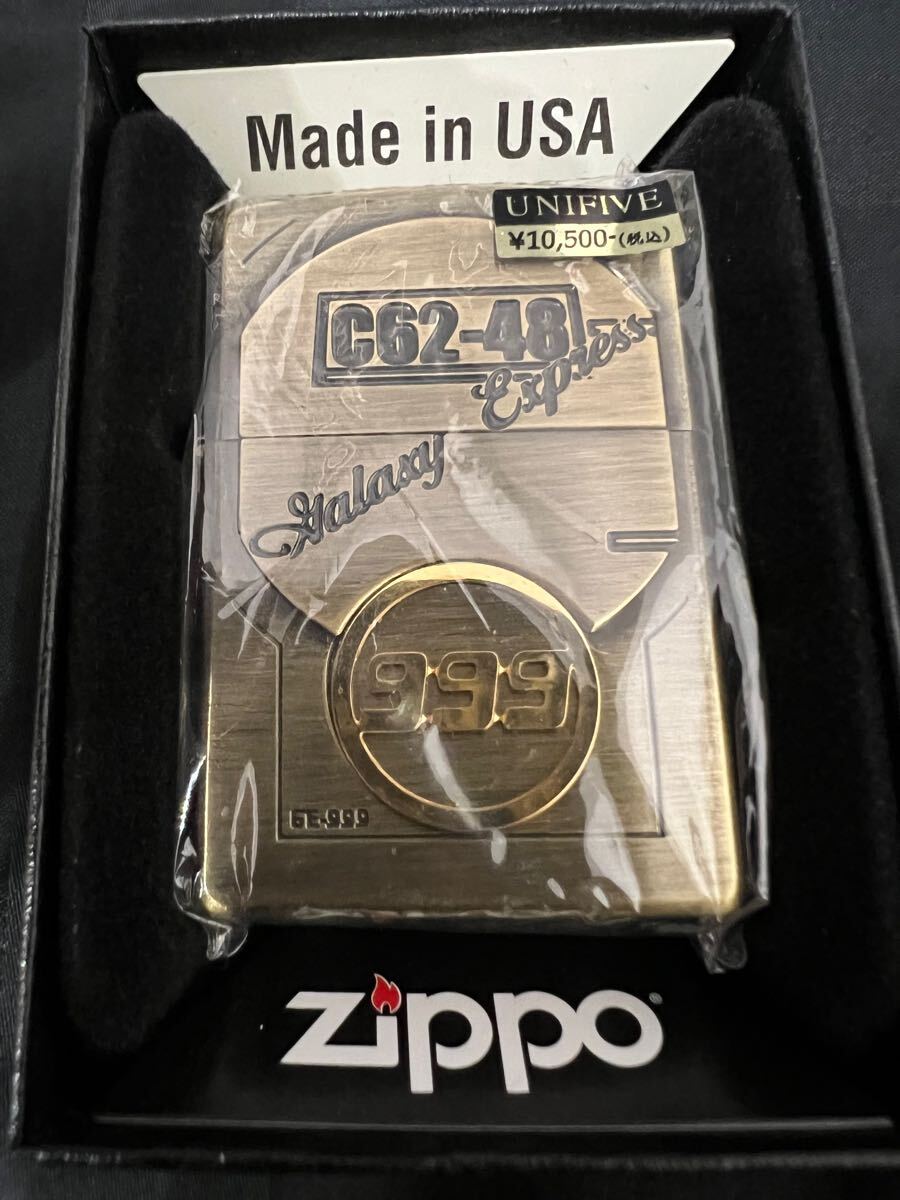 Made in USA
UNIFIVE
¥10,500-(税込)
C62-48
Galaxy Express
999
GE-999
Zippo